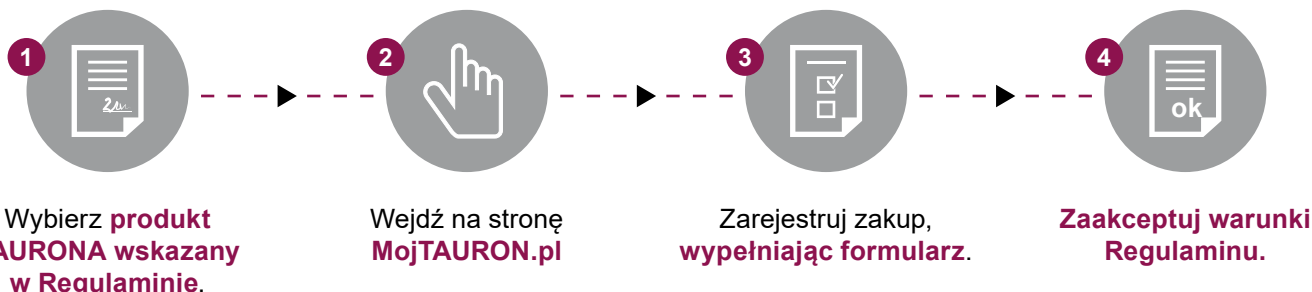 1
2
3
4
ok
Wybierz produkt
AURONA wskazany
w Regulaminie.
Wejdź na stronę
MojTAURON.pl
Zarejestruj zakup,
wypełniając formularz.
Zaakceptuj warunki
Regulaminu.